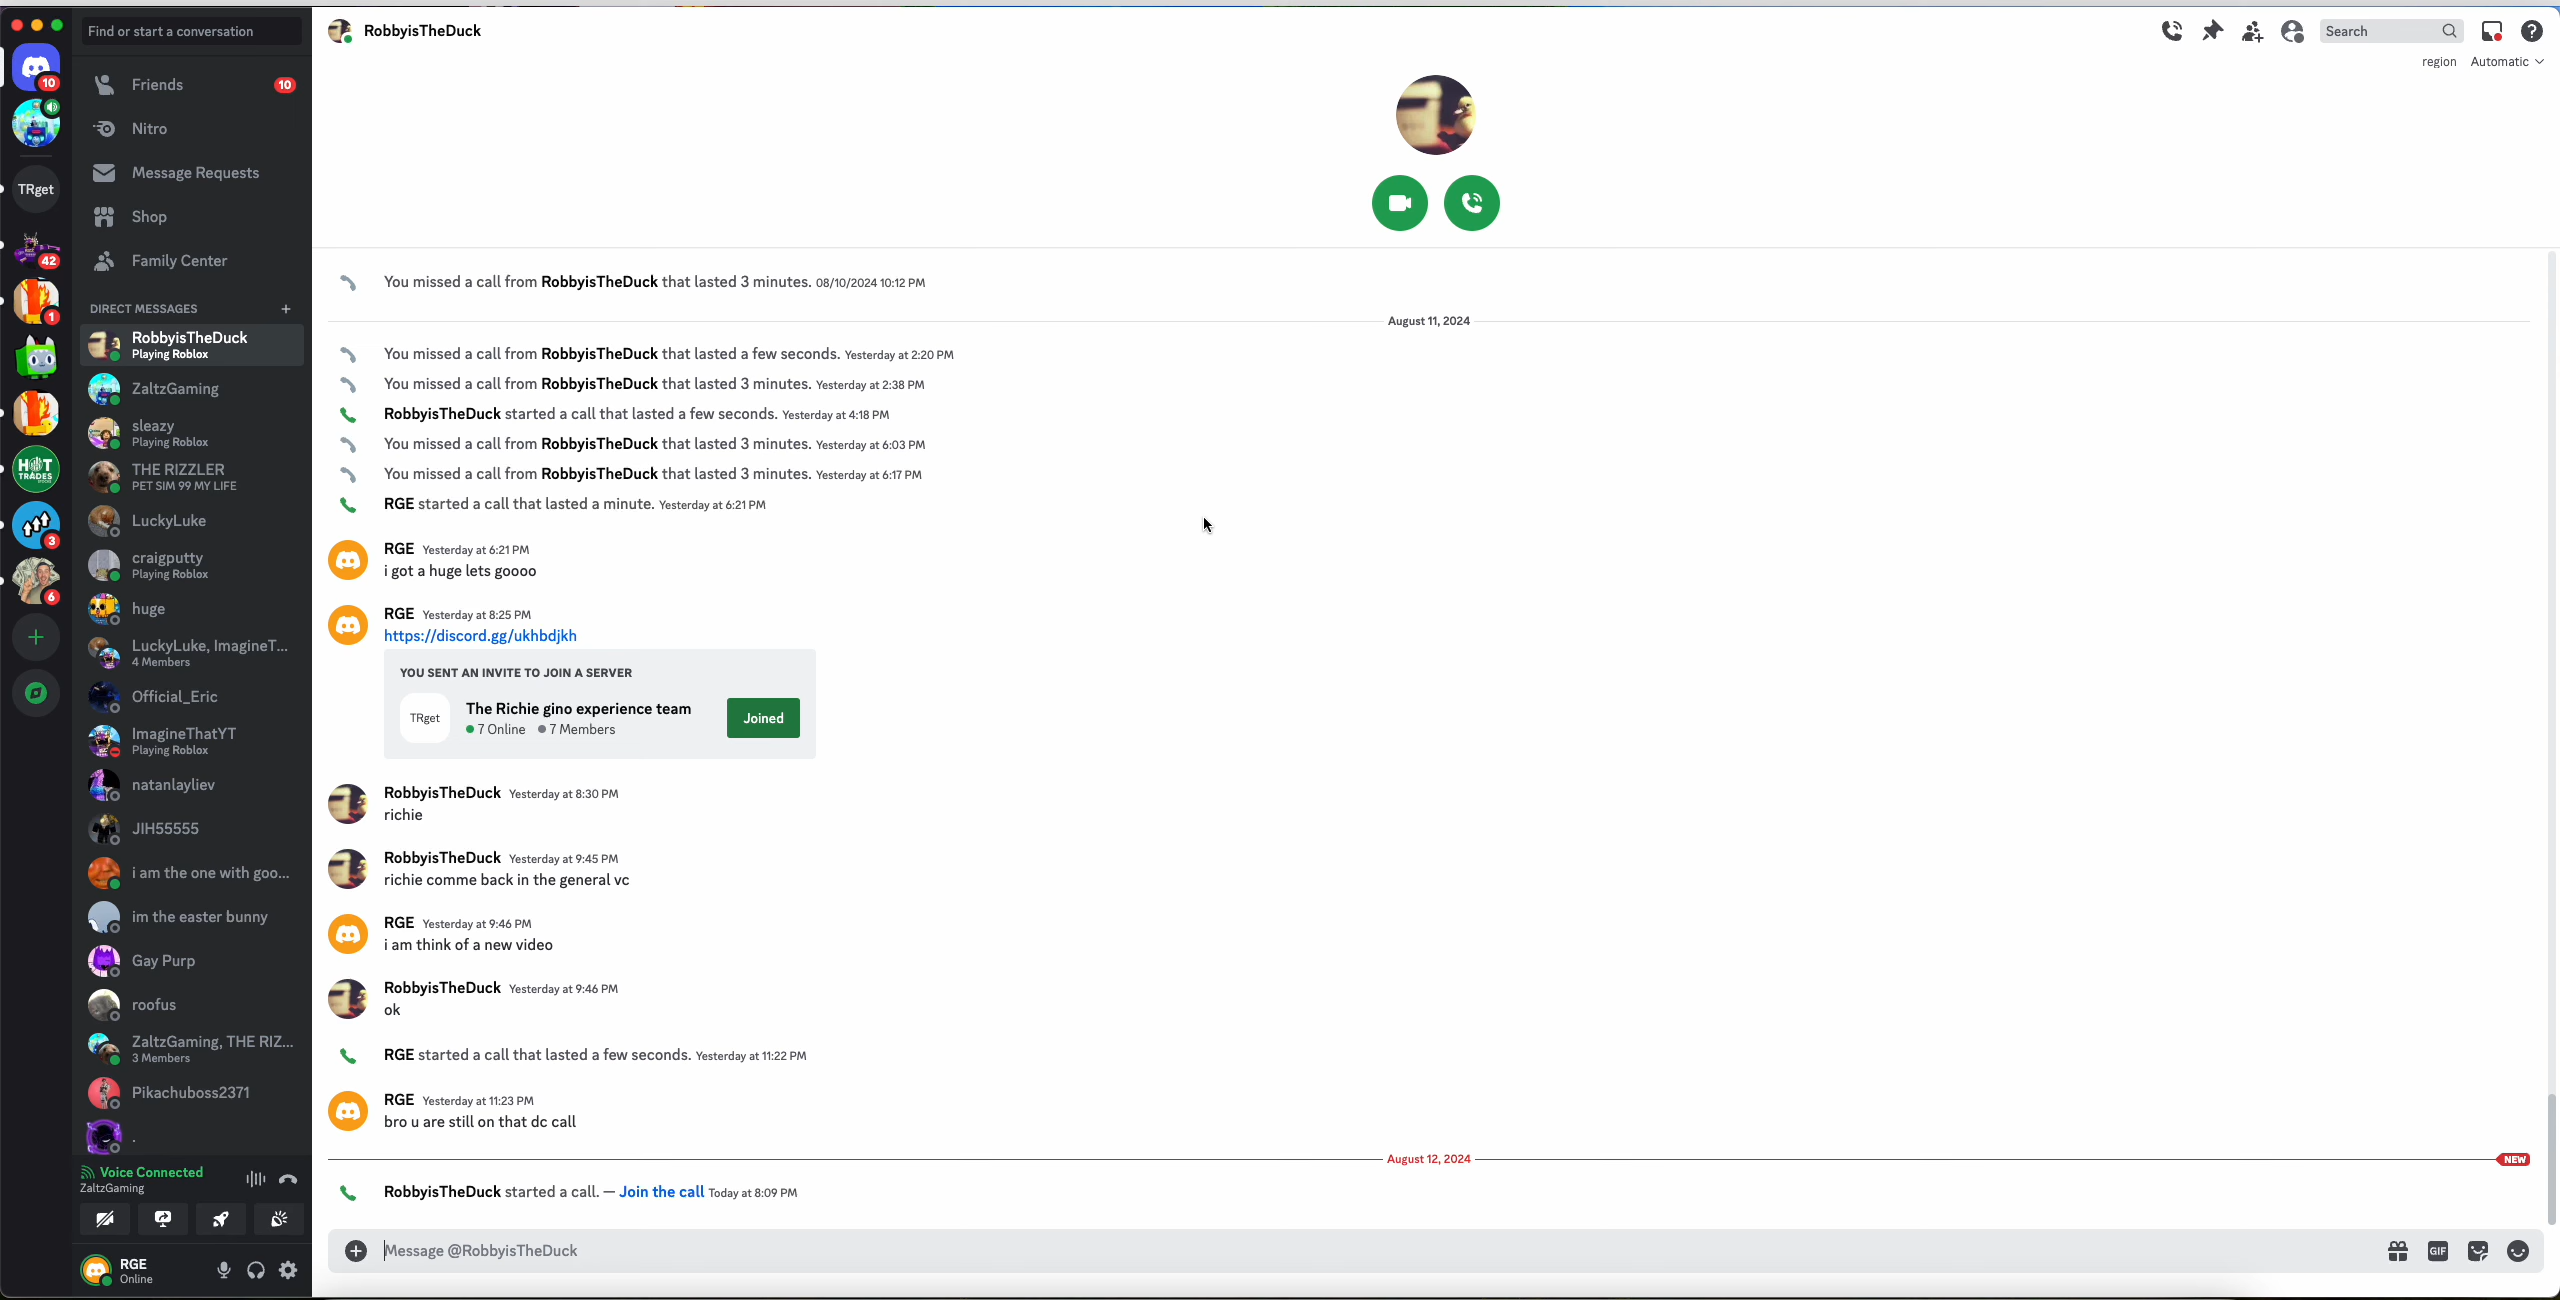 Find or start a conversation
10
Friends
10
Nitro
TRget
Message Requests
Shop
42
Family Center
1
DIRECT MESSAGES
RobbyisTheDuck
Playing Roblox
ZaltzGaming
sleazy
Playing Roblox
HOT
TRADES
THE RIZZLER
PET SIM 99 MY LIFE
LuckyLuke
3
craigputty
Playing Roblox
6
huge
LuckyLuke, ImagineT...
4 Members
Official_Eric
ImagineThatYT
Playing Roblox
natanlayliev
JIH55555
i am the one with goo...
im the easter bunny
Gay Purp
roofus
ZaltzGaming, THE RIZ...
3 Members
Pikachuboss2371
.
Voice Connected
ZaltzGaming
RGE
Online
RobbyisTheDuck
Search
region Automatic
You missed a call from RobbyisTheDuck that lasted 3 minutes. 08/10/2024 10:12 PM
August 11, 2024
You missed a call from RobbyisTheDuck that lasted a few seconds. Yesterday at 2:20 PM
You missed a call from RobbyisTheDuck that lasted 3 minutes. Yesterday at 2:38 PM
RobbyisTheDuck started a call that lasted a few seconds. Yesterday at 4:18 PM
You missed a call from RobbyisTheDuck that lasted 3 minutes. Yesterday at 6:03 PM
You missed a call from RobbyisTheDuck that lasted 3 minutes. Yesterday at 6:17 PM
RGE started a call that lasted a minute. Yesterday at 6:21 PM
RGE Yesterday at 6:21 PM
i got a huge lets goooo
RGE Yesterday at 8:25 PM
https://discord.gg/ukhbdjkh
YOU SENT AN INVITE TO JOIN A SERVER
TRget
The Richie gino experience team
7 Online 7 Members
Joined
RobbyisTheDuck Yesterday at 8:30 PM
richie
RobbyisTheDuck Yesterday at 9:45 PM
richie comme back in the general vc
RGE Yesterday at 9:46 PM
i am think of a new video
RobbyisTheDuck Yesterday at 9:46 PM
ok
RGE started a call that lasted a few seconds. Yesterday at 11:22 PM
RGE Yesterday at 11:23 PM
bro u are still on that dc call
August 12, 2024
NEW
RobbyisTheDuck started a call. — Join the call Today at 8:09 PM
Message @RobbyisTheDuck
GIF